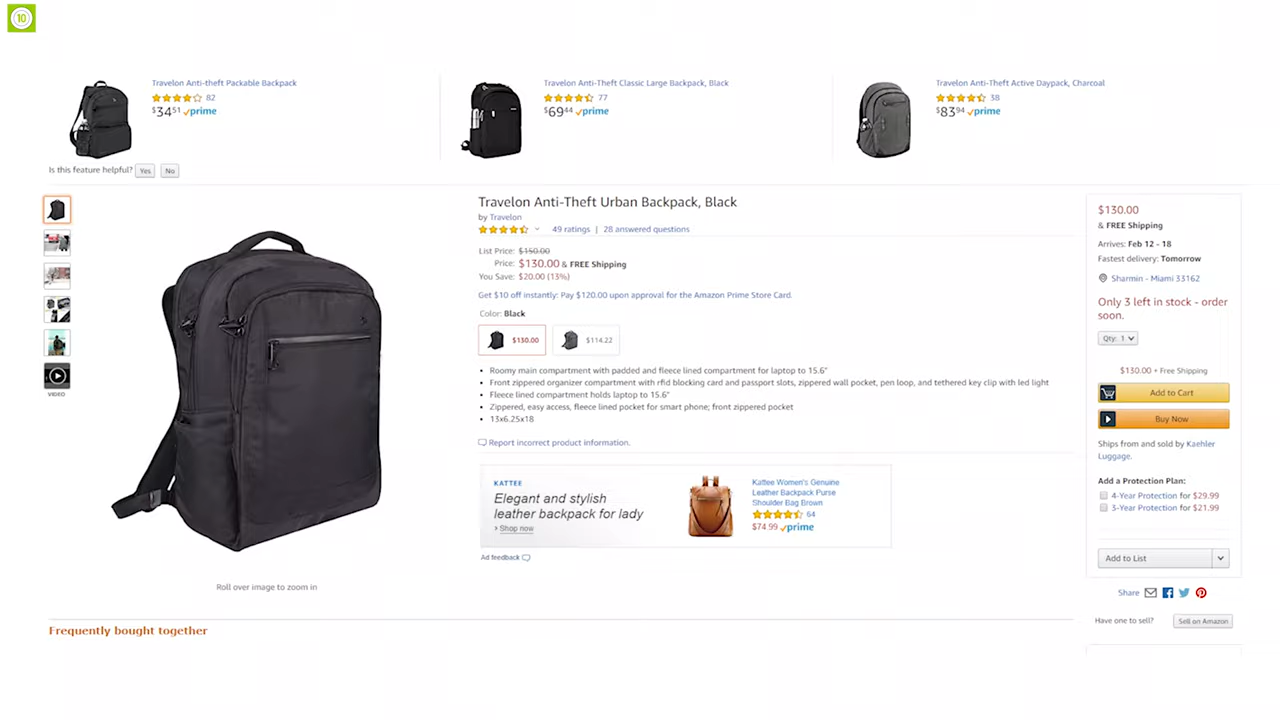 10
Travelon Anti-theft Packable Backpack
82
$34⁵¹ prime
Travelon Anti-Theft Classic Large Backpack, Black
77
$69⁴⁴ prime
Travelon Anti-Theft Active Daypack, Charcoal
38
$83⁹⁴ prime
Is this feature helpful? Yes No
Travelon Anti-Theft Urban Backpack, Black
by Travelon
49 ratings | 28 answered questions
List Price: $150.00
Price: $130.00 & FREE Shipping
You Save: $20.00 (13%)
Get $10 off instantly: Pay $120.00 upon approval for the Amazon Prime Store Card.
Color: Black
$130.00
$114.22
• Roomy main compartment with padded and fleece lined compartment for laptop to 15.6"
• Front zippered organizer compartment with rfid blocking card and passport slots, zippered wall pocket, pen loop, and tethered key clip with led light
• Fleece lined compartment holds laptop to 15.6"
• Zippered, easy access, fleece lined pocket for smart phone; front zippered pocket
• 13x6.25x18
Report incorrect product information.
KATTEE
Elegant and stylish
leather backpack for lady
› Shop now
Kattee Women's Genuine
Leather Backpack Purse
Shoulder Bag Brown
64
$74.99 prime
Ad feedback
VIDEO
Roll over image to zoom in
$130.00
& FREE Shipping
Arrives: Feb 12 - 18
Fastest delivery: Tomorrow
Sharmin - Miami 33162
Only 3 left in stock - order
soon.
Qty: 1
$130.00 + Free Shipping
Add to Cart
Buy Now
Ships from and sold by Kaehler
Luggage.
Add a Protection Plan:
4-Year Protection for $29.99
3-Year Protection for $21.99
Add to List
Share
Have one to sell? Sell on Amazon
Frequently bought together